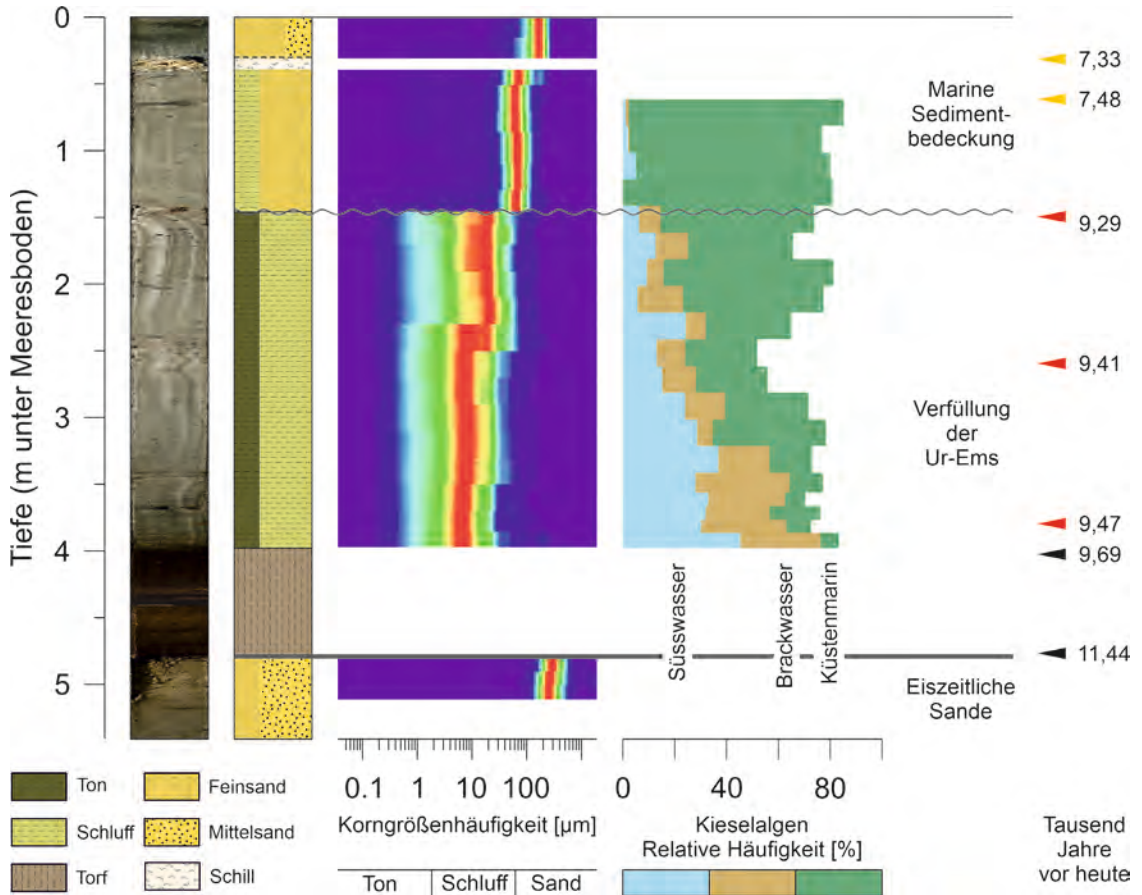 Tiefe (m unter Meeresboden)
0
1
2
3
4
5
Marine
Sediment-
bedeckung
Verfüllung
der
Ur-Ems
Eiszeitliche
Sande
7,33
7,48
9,29
9,41
9,47
9,69
11,44
Tausend
Jahre
vor heute
Süsswasser
Brackwasser
Küstenmarin
0.1 1 10 100
Korngrößenhäufigkeit [µm]
Ton Schluff Sand
0 40 80
Kieselalgen
Relative Häufigkeit [%]
Ton
Schluff
Torf
Feinsand
Mittelsand
Schill